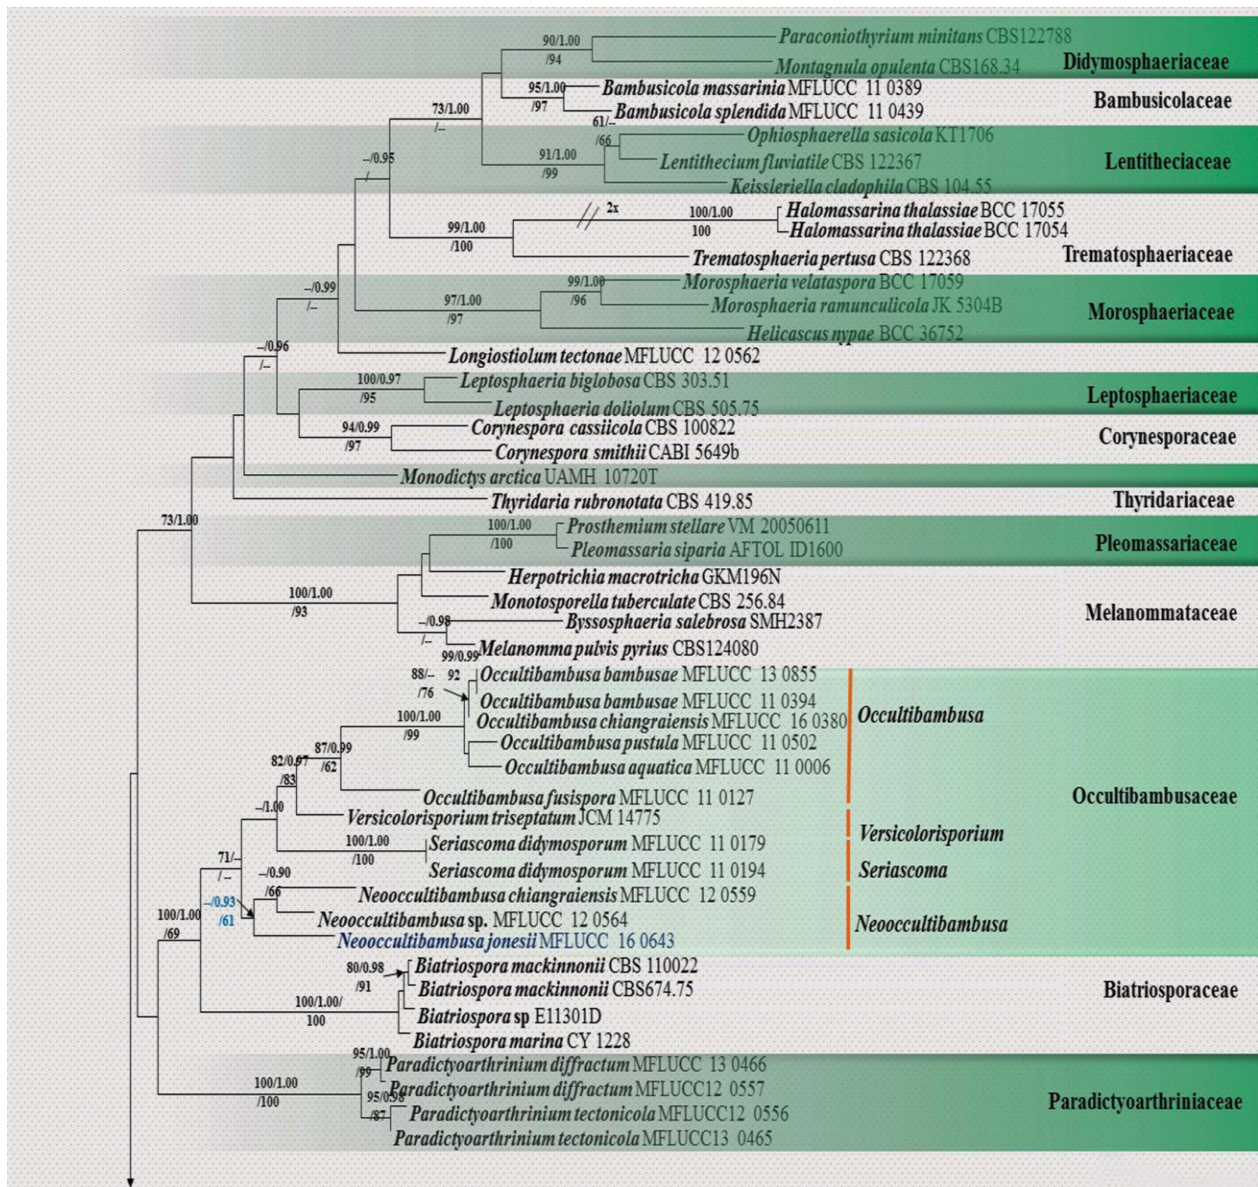 90/1.00
/94
Paraconiothyrium minitans CBS122788
Montagnula opulenta CBS168.34
Didymosphaeriaceae
95/1.00
/97
Bambusicola massarinia MFLUCC 11 0389
Bambusicola splendida MFLUCC 11 0439
Bambusicolaceae
73/1.00
/--
61/--
/66
Ophiosphaerella sasicola KT1706
Lentithecium fluviatile CBS 122367
Keissleriella cladophila CBS 104.55
Lentitheciaceae
91/1.00
/99
--/0.95
/
2x
100/1.00
100
Halomassarina thalassiae BCC 17055
Halomassarina thalassiae BCC 17054
99/1.00
/100
Trematosphaeria pertusa CBS 122368
Trematosphaeriaceae
99/1.00
/96
Morosphaeria velataspora BCC 17059
Morosphaeria ramunculicola JK 5304B
Helicascus nypae BCC 36752
Morosphaeriaceae
97/1.00
/97
--/0.99
/--
Longiostiolum tectonae MFLUCC 12 0562
--/0.96
/--
100/0.97
/95
Leptosphaeria biglobosa CBS 303.51
Leptosphaeria doliolum CBS 505.75
Leptosphaeriaceae
94/0.99
/97
Corynespora cassiicola CBS 100822
Corynespora smithii CABI 5649b
Corynesporaceae
Monodictys arctica UAMH 10720T
Thyridaria rubronotata CBS 419.85
Thyridariaceae
73/1.00
100/1.00
/100
Prosthemium stellare VM 20050611
Pleomassaria siparia AFTOL ID1600
Pleomassariaceae
Herpotrichia macrotricha GKM196N
Monotosporella tuberculate CBS 256.84
Melanommataceae
100/1.00
/93
--/0.98
/--
Byssosphaeria salebrosa SMH2387
Melanomma pulvis pyrius CBS124080
99/0.99
92
88/--
/76
Occultibambusa bambusae MFLUCC 13 0855
Occultibambusa bambusae MFLUCC 11 0394
Occultibambusa chiangraiensis MFLUCC 16 0380
Occultibambusa
100/1.00
/99
Occultibambusa pustula MFLUCC 11 0502
Occultibambusa aquatica MFLUCC 11 0006
87/0.99
/62
82/0.97
/83
Occultibambusa fusispora MFLUCC 11 0127
Occultibambusaceae
--/1.00
Versicolorisporium triseptatum JCM 14775
Versicolorisporium
100/1.00
/100
Seriascoma didymosporum MFLUCC 11 0179
Seriascoma didymosporum MFLUCC 11 0194
Seriascoma
71/--
/ --
--/0.90
/66
Neooccultibambusa chiangraiensis MFLUCC 12 0559
--/0.93
/61
Neooccultibambusa sp. MFLUCC 12 0564
Neooccultibambusa
Neooccultibambusa jonesii MFLUCC 16 0643
100/1.00
/69
80/0.98
/91
Biatriospora mackinnonii CBS 110022
Biatriospora mackinnonii CBS674.75
Biatriosporaceae
100/1.00/
100
Biatriospora sp E11301D
Biatriospora marina CY 1228
95/1.00
/99
Paradictyoarthrinium diffractum MFLUCC 13 0466
100/1.00
/100
Paradictyoarthrinium diffractum MFLUCC12 0557
95/0.98
/87
Paradictyoarthrinium tectonicola MFLUCC12 0556
Paradictyoarthrinium tectonicola MFLUCC13 0465
Paradictyoarthriniaceae